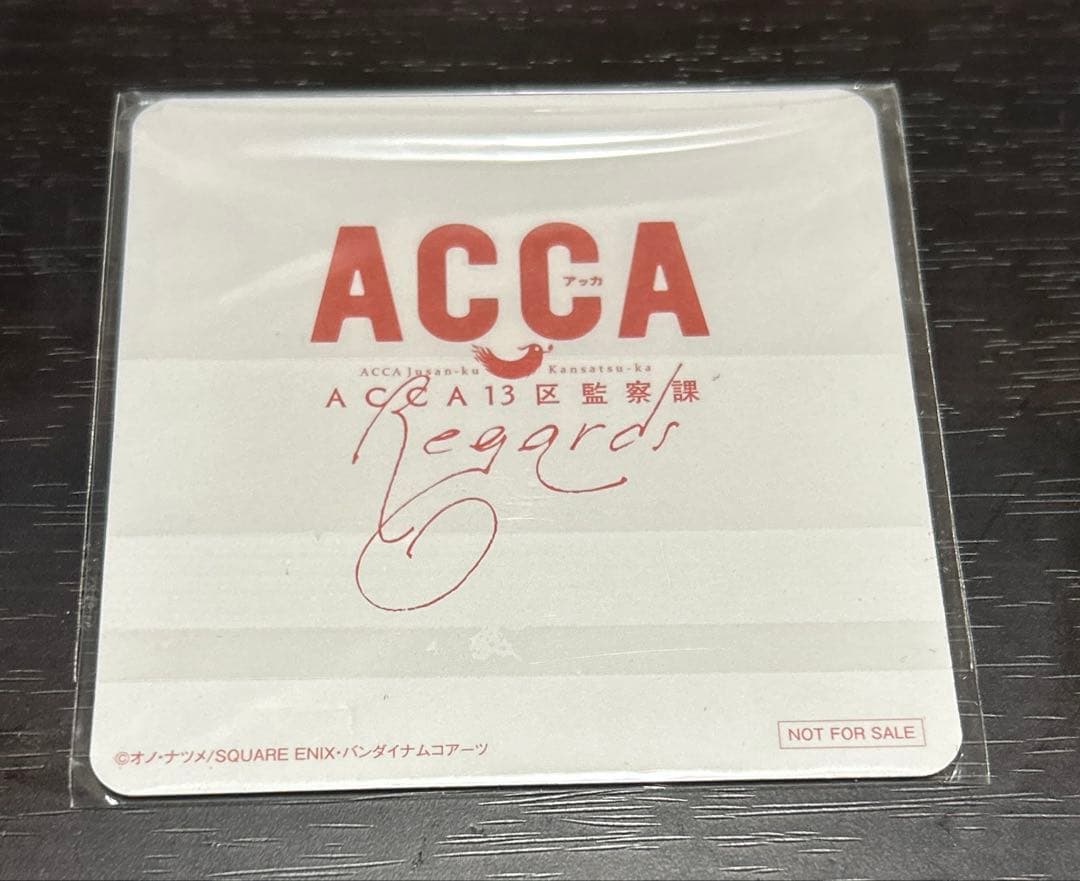 ACCA
アッカ
ACCA Jusan-ku Kansatsu-ka
ACCA13区監察課
Regards
NOT FOR SALE
©オノ・ナツメ/SQUARE ENIX・バンダイナムコアーツ